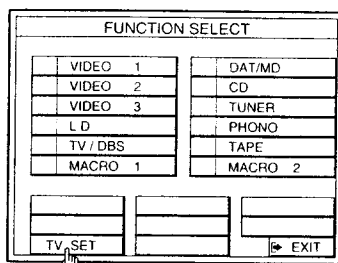 FUNCTION SELECT
VIDEO 1
VIDEO 2
VIDEO 3
LD
TV / DBS
MACRO 1
DAT/MD
CD
TUNER
PHONO
TAPE
MACRO 2
TV SET
EXIT